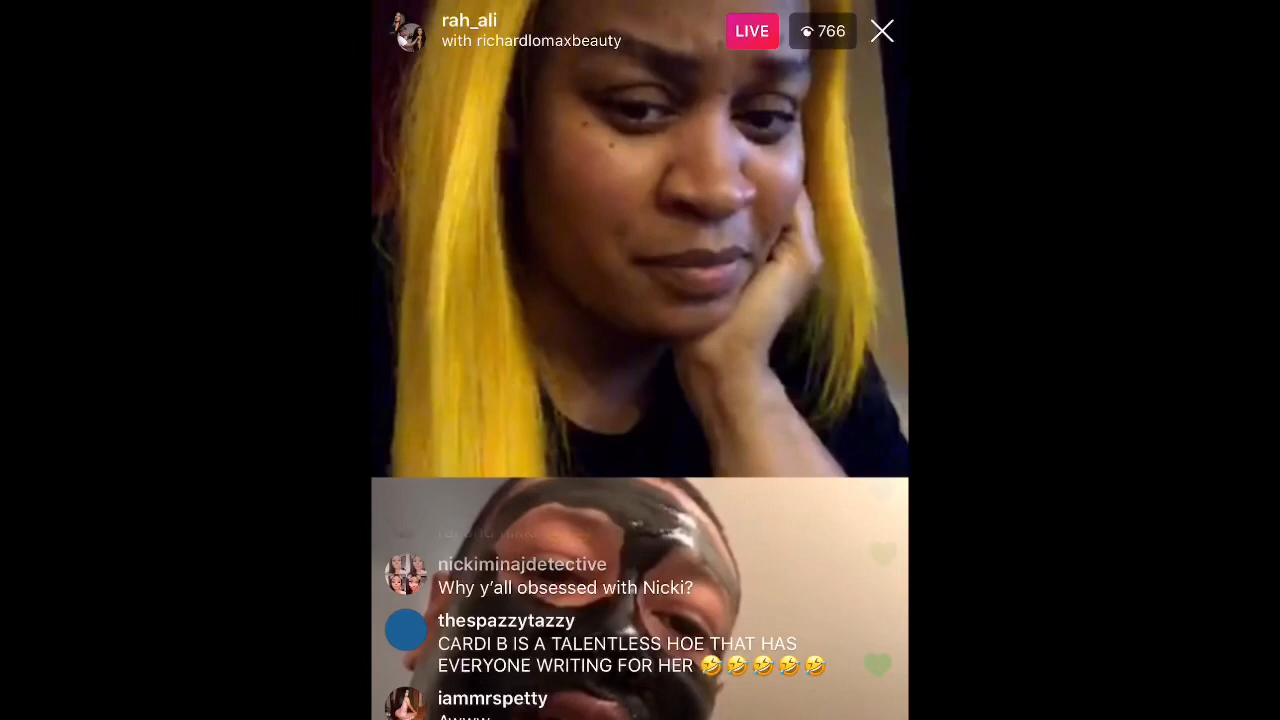 rah_ali
with richardlomaxbeauty
LIVE
766
nickiminajdetective
Why y’all obsessed with Nicki?
thespazzytazzy
CARDI B IS A TALENTLESS HOE THAT HAS
EVERYONE WRITING FOR HER 🤣🤣🤣🤣🤣
iammrspetty
Awww